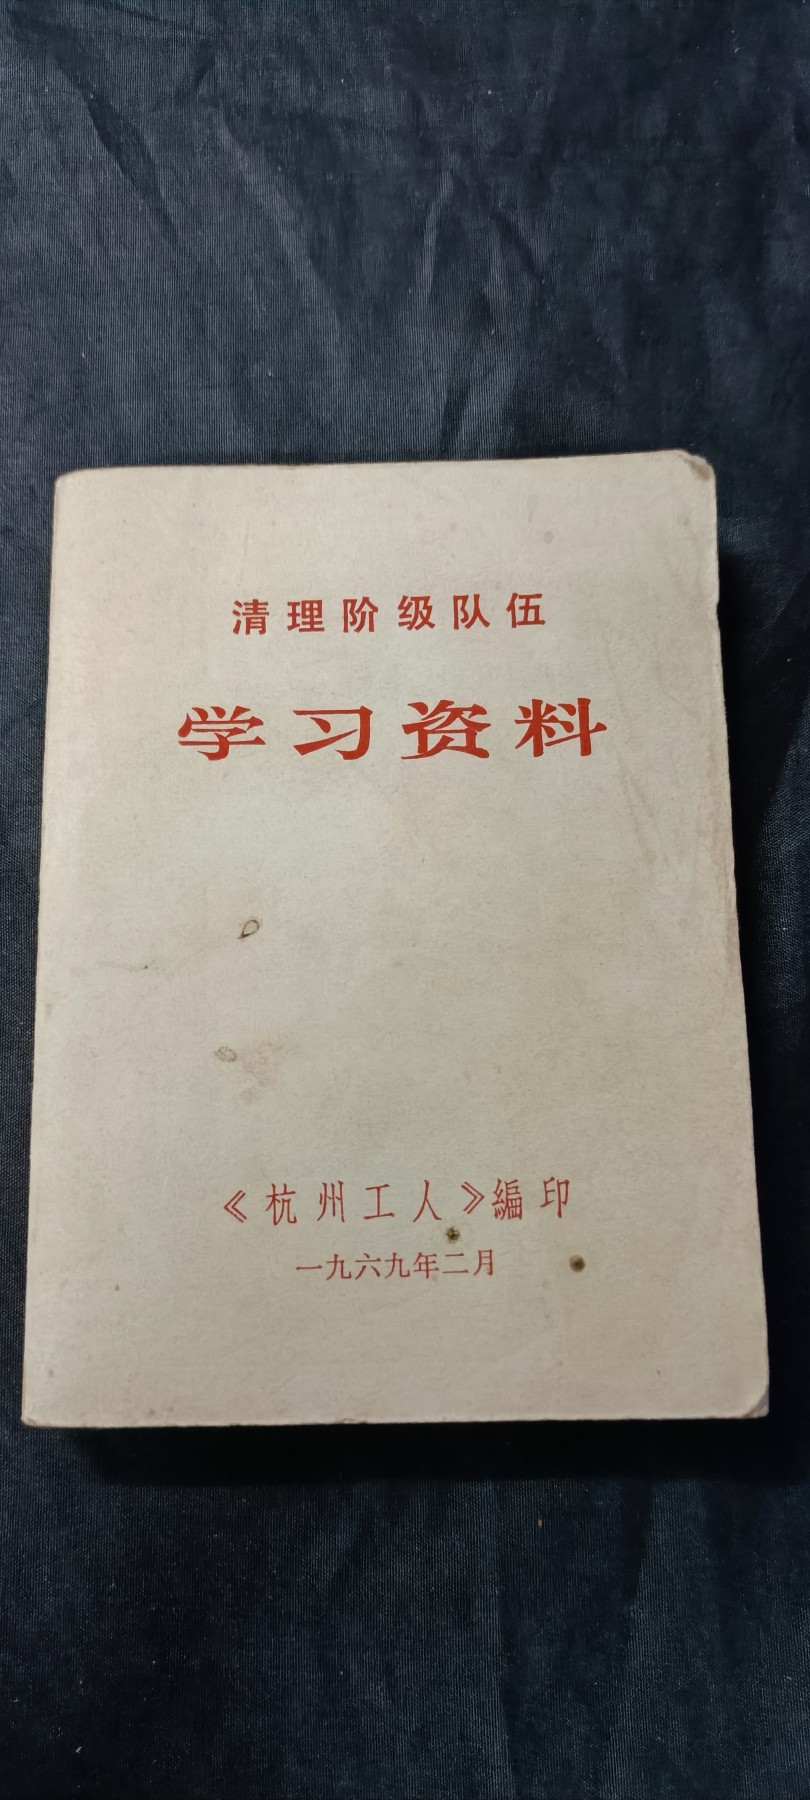 清理阶级队伍
学习资料
《杭州工人》編印
一九六九年二月